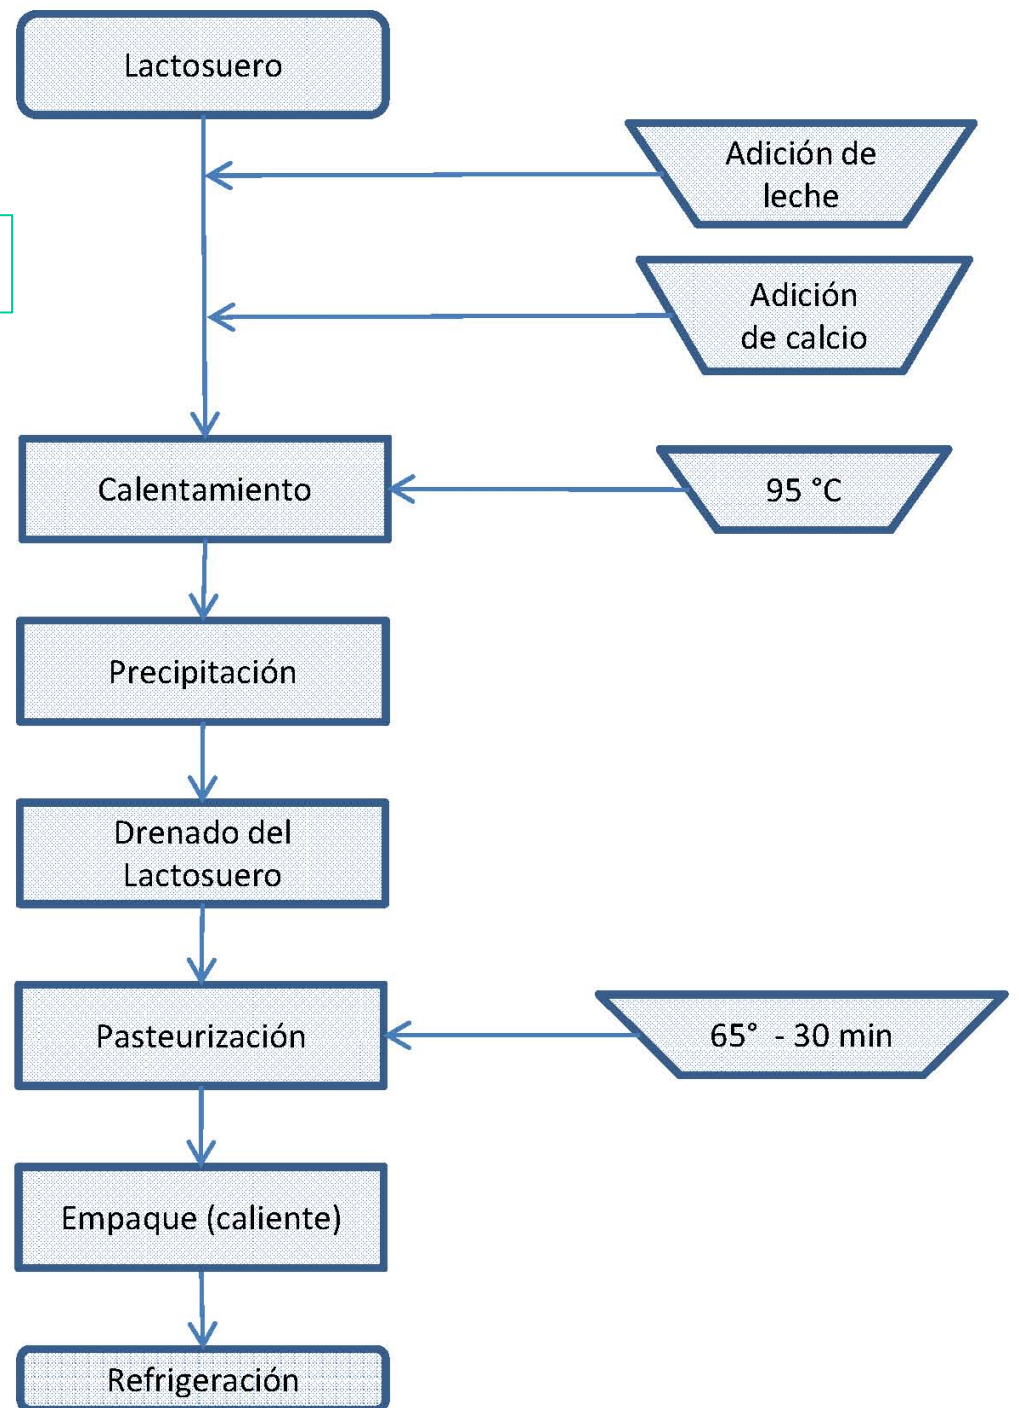 Lactosuero
Adición de
leche
Adición
de calcio
Calentamiento
95 °C
Precipitación
Drenado del
Lactosuero
Pasteurización
65° - 30 min
Empaque (caliente)
Refrigeración